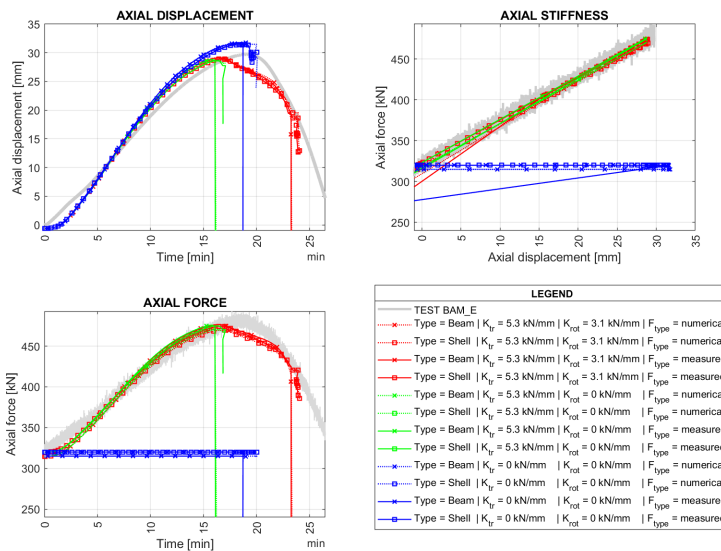 AXIAL DISPLACEMENT
35
30
25
20
15
10
5
0
Axial displacement [mm]
0
5
10
15
20
25
Time [min]
min
AXIAL STIFFNESS
450
400
350
300
250
Axial force [kN]
0
5
10
15
20
25
30
35
Axial displacement [mm]
AXIAL FORCE
450
400
350
300
250
Axial force [kN]
0
5
10
15
20
25
Time [min]
min
LEGEND
TEST BAM_E
Type = Beam | K_tr = 5.3 kN/mm | K_rot = 3.1 kN/mm | F_type = numerica
Type = Shell | K_tr = 5.3 kN/mm | K_rot = 3.1 kN/mm | F_type = numerica
Type = Beam | K_tr = 5.3 kN/mm | K_rot = 3.1 kN/mm | F_type = measure
Type = Shell | K_tr = 5.3 kN/mm | K_rot = 3.1 kN/mm | F_type = measure
Type = Beam | K_tr = 5.3 kN/mm | K_rot = 0 kN/mm | F_type = numerica
Type = Shell | K_tr = 5.3 kN/mm | K_rot = 0 kN/mm | F_type = numerica
Type = Beam | K_tr = 5.3 kN/mm | K_rot = 0 kN/mm | F_type = measure
Type = Shell | K_tr = 5.3 kN/mm | K_rot = 0 kN/mm | F_type = measure
Type = Beam | K_tr = 0 kN/mm | K_rot = 0 kN/mm | F_type = numerica
Type = Shell | K_tr = 0 kN/mm | K_rot = 0 kN/mm | F_type = numerica
Type = Beam | K_tr = 0 kN/mm | K_rot = 0 kN/mm | F_type = measure
Type = Shell | K_tr = 0 kN/mm | K_rot = 0 kN/mm | F_type = measure